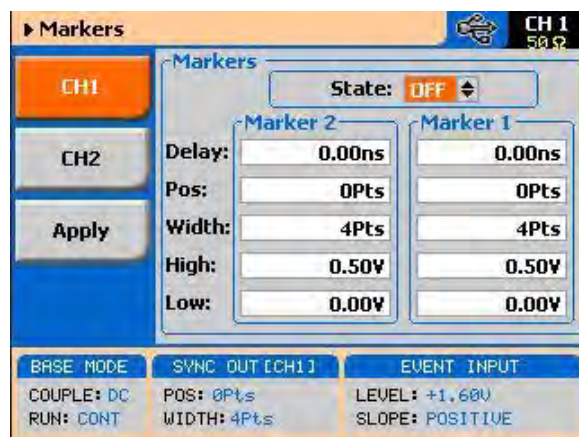 Markers
CH 1
50 Ω
CH1
CH2
Apply
Markers
State: OFF
Marker 2 Marker 1
Delay: 0.00ns 0.00ns
Pos: 0Pts 0Pts
Width: 4Pts 4Pts
High: 0.50V 0.50V
Low: 0.00V 0.00V
BASE MODE SYNC OUT [CH1] EVENT INPUT
COUPLE: DC POS: 0Pts LEVEL: +1.60V
RUN: CONT WIDTH: 4Pts SLOPE: POSITIVE